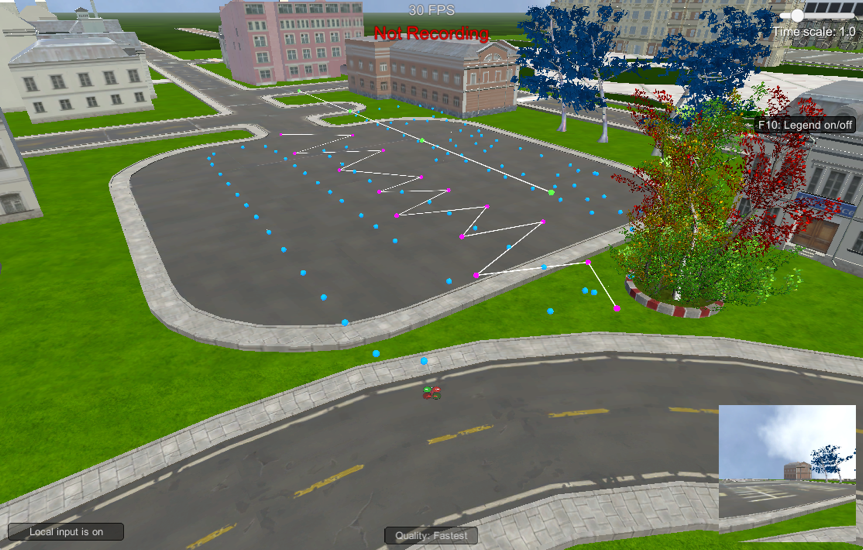 30 FPS
Not Recording
Time scale: 1.0
F10: Legend on/off
Local input is on
Quality: Fastest